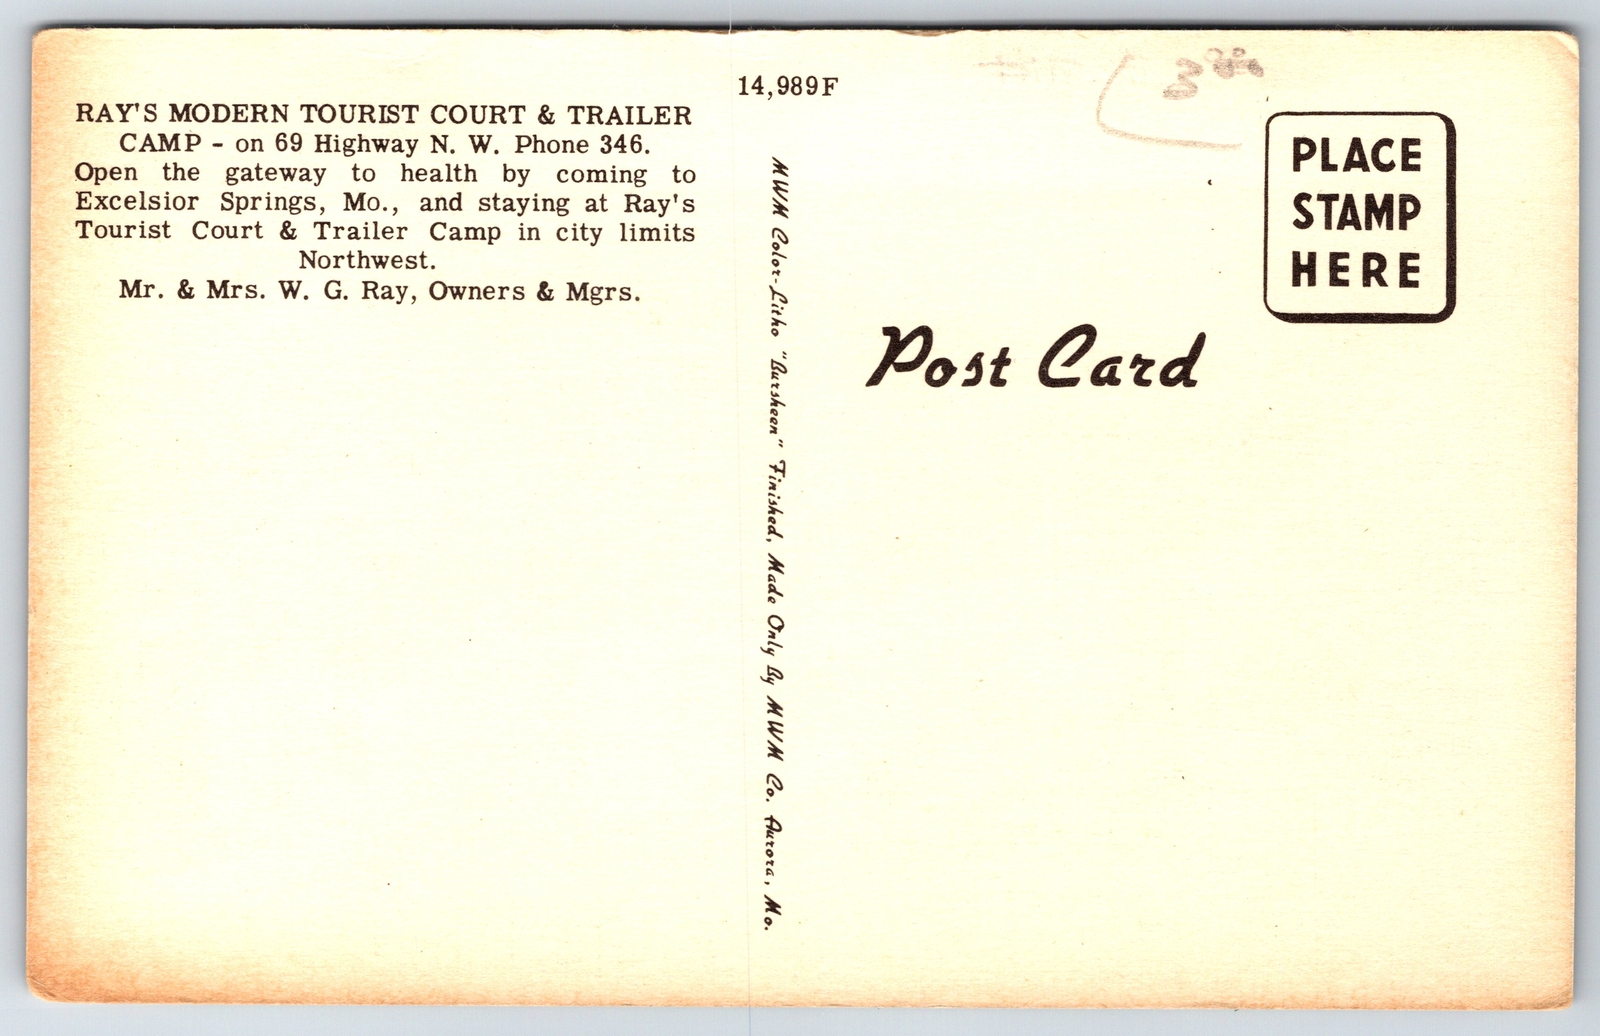 14,989F
RAY'S MODERN TOURIST COURT & TRAILER
CAMP - on 69 Highway N. W. Phone 346.
Open the gateway to health by coming to
Excelsior Springs, Mo., and staying at Ray's
Tourist Court & Trailer Camp in city limits
Northwest.
Mr. & Mrs. W. G. Ray, Owners & Mgrs.
MWM Color-Litho "Bursheen" Finished, Made Only By MWM Co. Aurora, Mo.
PLACE
STAMP
HERE
Post Card